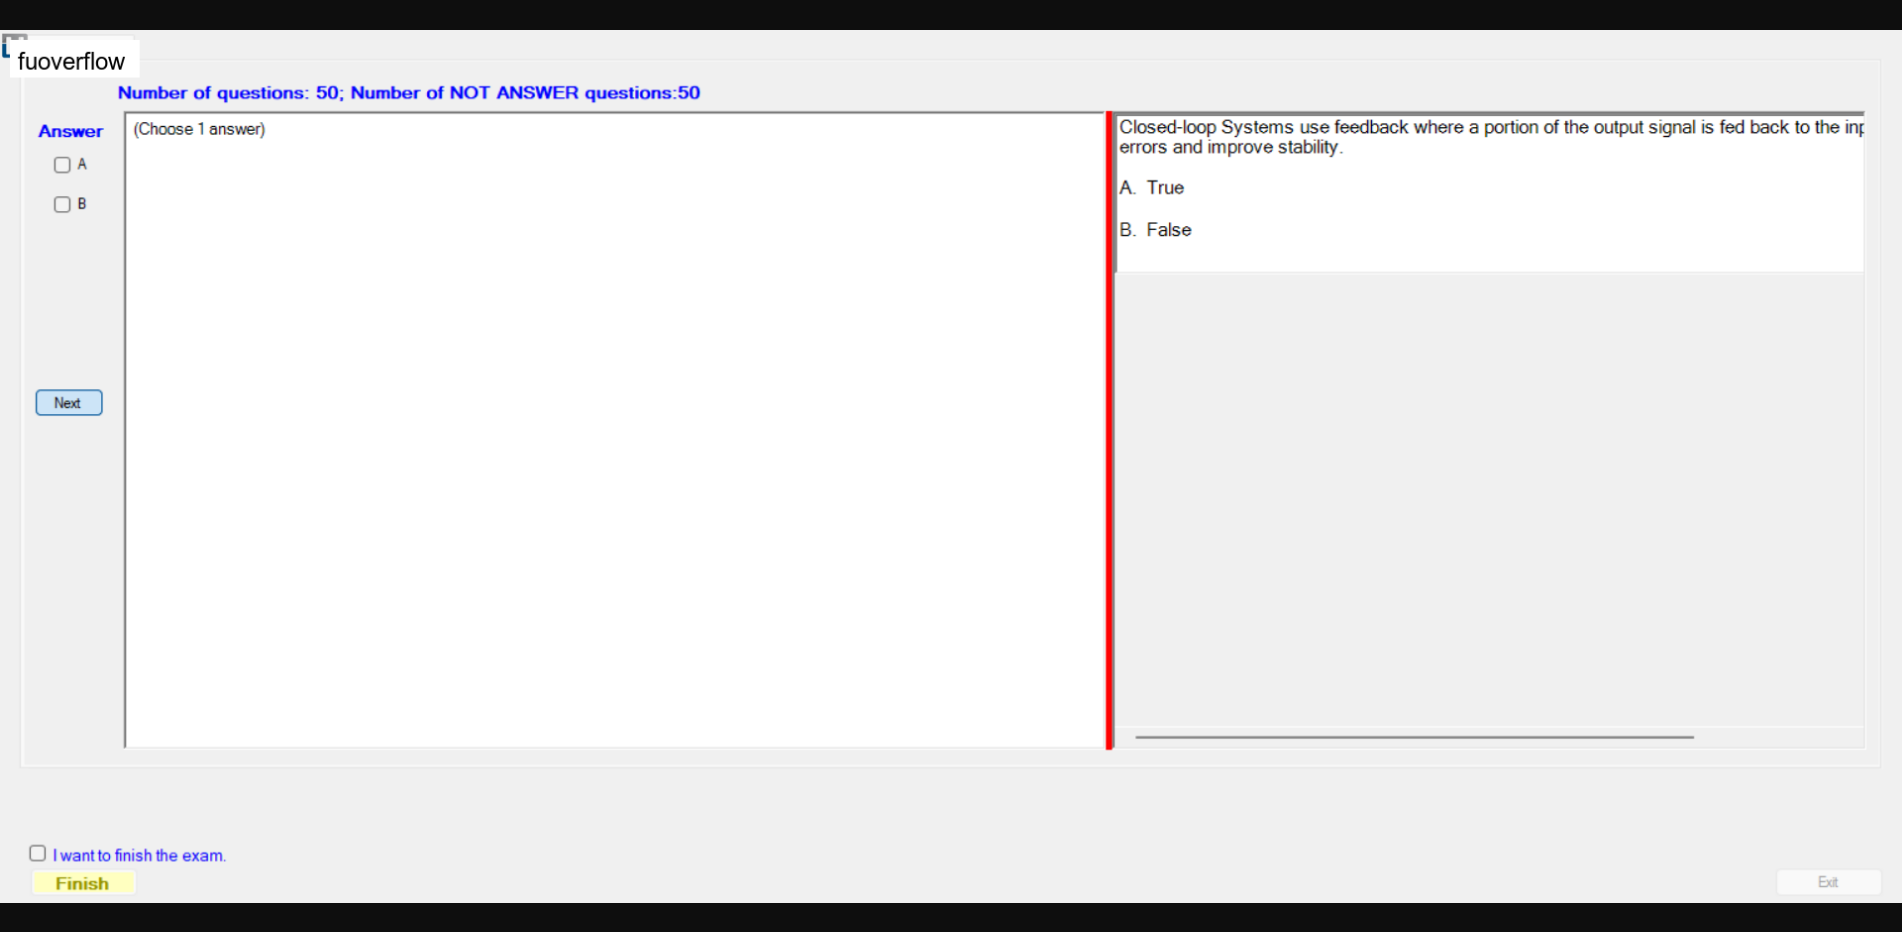 fuoverflow
Number of questions: 50; Number of NOT ANSWER questions:50
Answer
A
B
Next
(Choose 1 answer)
Closed-loop Systems use feedback where a portion of the output signal is fed back to the
errors and improve stability.
A. True
B. False
I want to finish the exam.
Finish
Exit